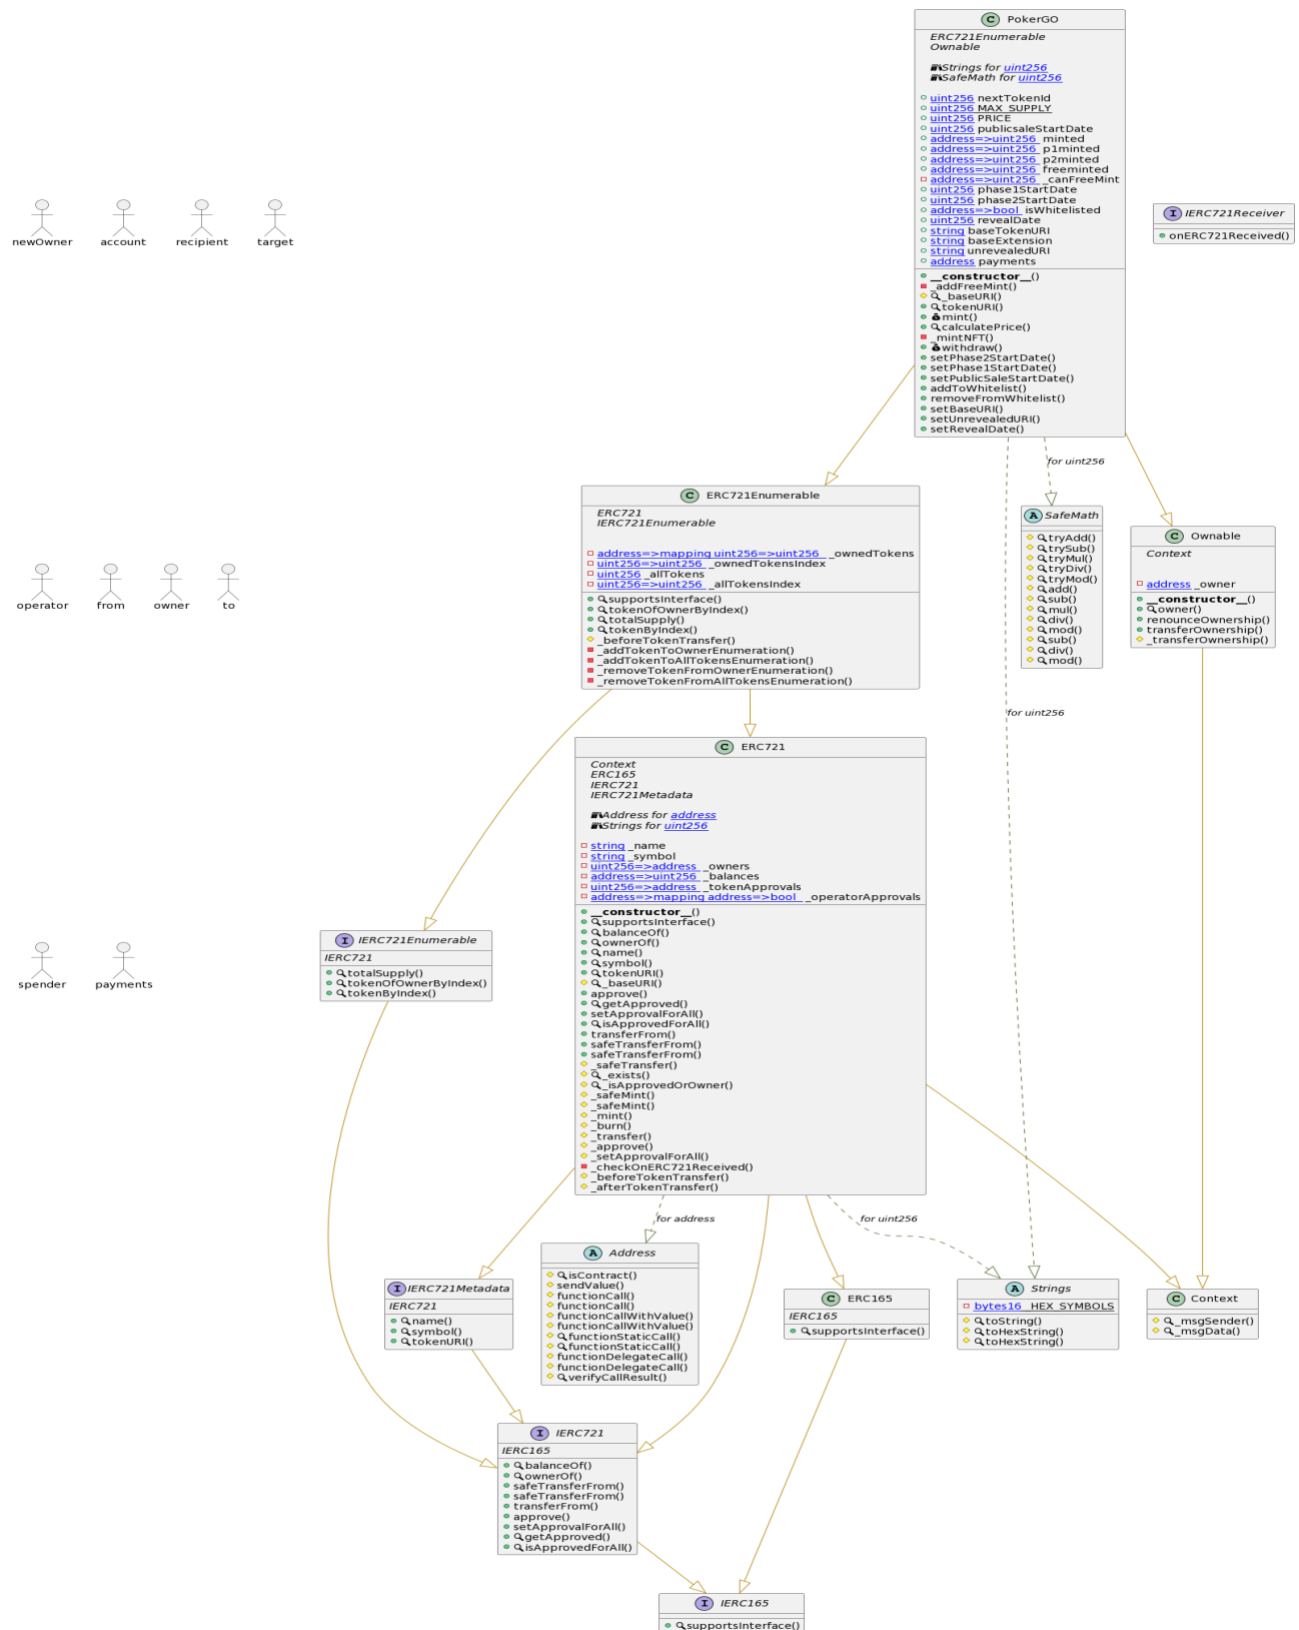 C PokerGO
ERC721Enumerable
Ownable
Strings for uint256
SafeMath for uint256
uint256 nextTokenId
uint256 MAX_SUPPLY
uint256 PRICE
uint256 publicsaleStartDate
address=>uint256 minted
address=>uint256 p1minted
address=>uint256 p2minted
address=>uint256 freeminted
address=>uint256 _canFreeMint
uint256 phase1StartDate
uint256 phase2StartDate
address=>bool isWhitelisted
uint256 revealDate
string baseTokenURI
string baseExtension
string unrevealedURI
address payments
__constructor__()
_addFreeMint()
_baseURI()
tokenURI()
mint()
calculatePrice()
_mintNFT()
withdraw()
setPhase2StartDate()
setPhase1StartDate()
setPublicSaleStartDate()
addToWhitelist()
removeFromWhitelist()
setBaseURI()
setUnrevealedURI()
setRevealDate()
newOwner
account
recipient
target
I IERC721Receiver
onERC721Received()
for uint256
C ERC721Enumerable
ERC721
IERC721Enumerable
address=>mapping uint256=>uint256 _ownedTokens
uint256=>uint256 _ownedTokensIndex
uint256 _allTokens
uint256=>uint256 _allTokensIndex
supportsInterface()
tokenOfOwnerByIndex()
totalSupply()
tokenByIndex()
_beforeTokenTransfer()
_addTokenToOwnerEnumeration()
_addTokenToAllTokensEnumeration()
_removeTokenFromOwnerEnumeration()
_removeTokenFromAllTokensEnumeration()
A SafeMath
tryAdd()
trySub()
tryMul()
tryDiv()
tryMod()
add()
sub()
mul()
div()
mod()
sub()
div()
mod()
C Ownable
Context
address _owner
__constructor__()
owner()
renounceOwnership()
transferOwnership()
_transferOwnership()
operator
from
owner
to
for uint256
C ERC721
Context
ERC165
IERC721
IERC721Metadata
Address for address
Strings for uint256
string _name
string _symbol
uint256=>address _owners
address=>uint256 _balances
uint256=>address _tokenApprovals
address=>mapping address=>bool _operatorApprovals
__constructor__()
supportsInterface()
balanceOf()
ownerOf()
name()
symbol()
tokenURI()
_baseURI()
approve()
getApproved()
setApprovalForAll()
isApprovedForAll()
transferFrom()
safeTransferFrom()
safeTransferFrom()
_safeTransfer()
_exists()
_isApprovedOrOwner()
_safeMint()
_safeMint()
_mint()
_burn()
_transfer()
_approve()
_setApprovalForAll()
_checkOnERC721Received()
_beforeTokenTransfer()
_afterTokenTransfer()
I IERC721Enumerable
IERC721
totalSupply()
tokenOfOwnerByIndex()
tokenByIndex()
spender
payments
for address
for uint256
I IERC721Metadata
IERC721
name()
symbol()
tokenURI()
A Address
isContract()
sendValue()
functionCall()
functionCall()
functionCallWithValue()
functionCallWithValue()
functionStaticCall()
functionStaticCall()
functionDelegateCall()
functionDelegateCall()
verifyCallResult()
C ERC165
IERC165
supportsInterface()
A Strings
bytes16 HEX_SYMBOLS
toString()
toHexString()
toHexString()
C Context
_msgSender()
_msgData()
I IERC721
IERC165
balanceOf()
ownerOf()
safeTransferFrom()
safeTransferFrom()
transferFrom()
approve()
setApprovalForAll()
getApproved()
isApprovedForAll()
I IERC165
supportsInterface()